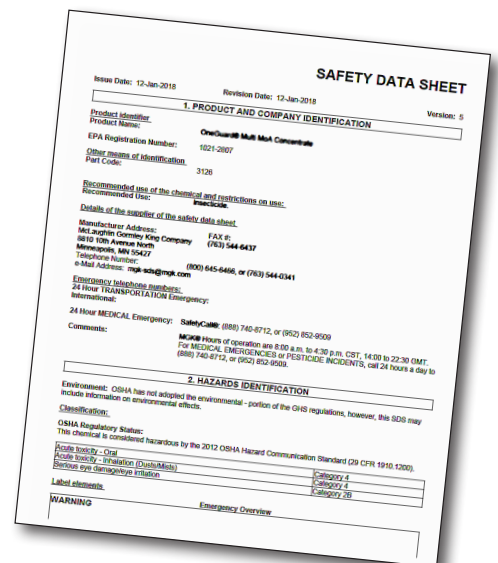 SAFETY DATA SHEET
Issue Date: 12-Jan-2018 Revision Date: 12-Jan-2018 Version: 5
1. PRODUCT AND COMPANY IDENTIFICATION
Product identifier
Product Name: OneGuard® Multi MoA Concentrate
EPA Registration Number: 1021-2807
Other means of identification
Part Code: 3126
Recommended use of the chemical and restrictions on use:
Recommended Use: Insecticide.
Details of the supplier of the safety data sheet
Manufacturer Address: FAX #:
McLaughlin Gormley King Company (763) 544-6437
8810 10th Avenue North
Minneapolis, MN 55427
Telephone Number: (800) 645-6466, or (763) 544-0341
e-Mail Address: mgk-sds@mgk.com
Emergency telephone numbers:
24 Hour TRANSPORTATION Emergency:
International:
24 Hour MEDICAL Emergency: SafetyCall®: (888) 740-8712, or (952) 852-9509
Comments: MGK® Hours of operation are 8:00 a.m. to 4:30 p.m. CST, 14:00 to 22:30 GMT.
For MEDICAL EMERGENCIES or PESTICIDE INCIDENTS, call 24 hours a day to
(888) 740-8712, or (952) 852-9509.
2. HAZARDS IDENTIFICATION
Environment: OSHA has not adopted the environmental - portion of the GHS regulations, however, this SDS may
include information on environmental effects.
Classification:
OSHA Regulatory Status:
This chemical is considered hazardous by the 2012 OSHA Hazard Communication Standard (29 CFR 1910.1200).
Acute toxicity - Oral Category 4
Acute toxicity - Inhalation (Dusts/Mists) Category 4
Serious eye damage/eye irritation Category 2B
Label elements
Emergency Overview
WARNING